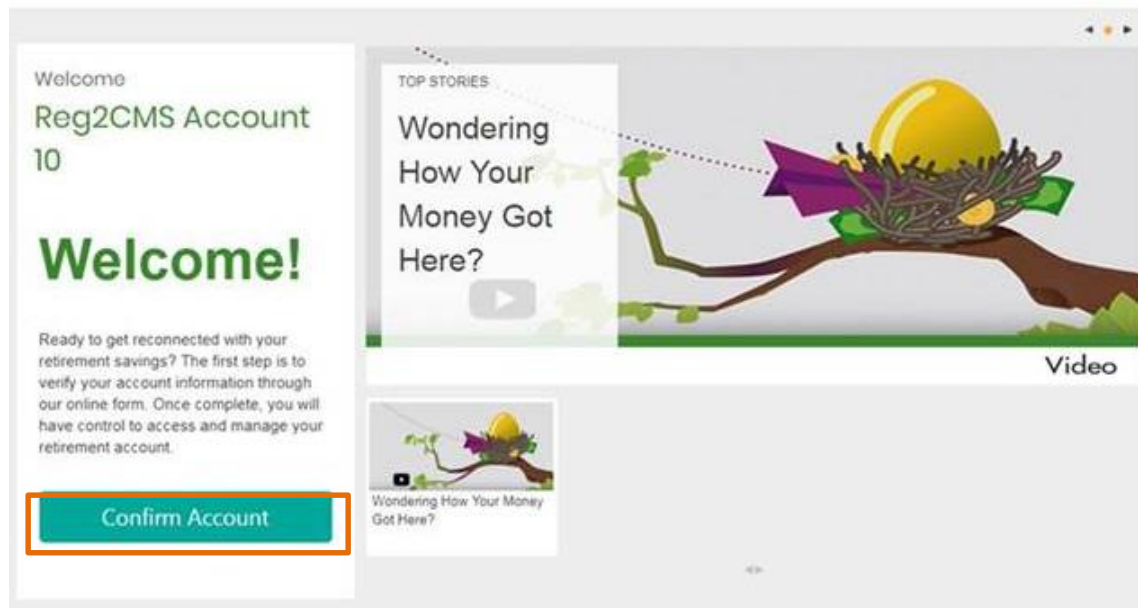 Welcome
Reg2CMS Account
10
Welcome!
Ready to get reconnected with your
retirement savings? The first step is to
verify your account information through
our online form. Once complete, you will
have control to access and manage your
retirement account.
Confirm Account
TOP STORIES
Wondering
How Your
Money Got
Here?
Video
Wondering How Your Money
Got Here?